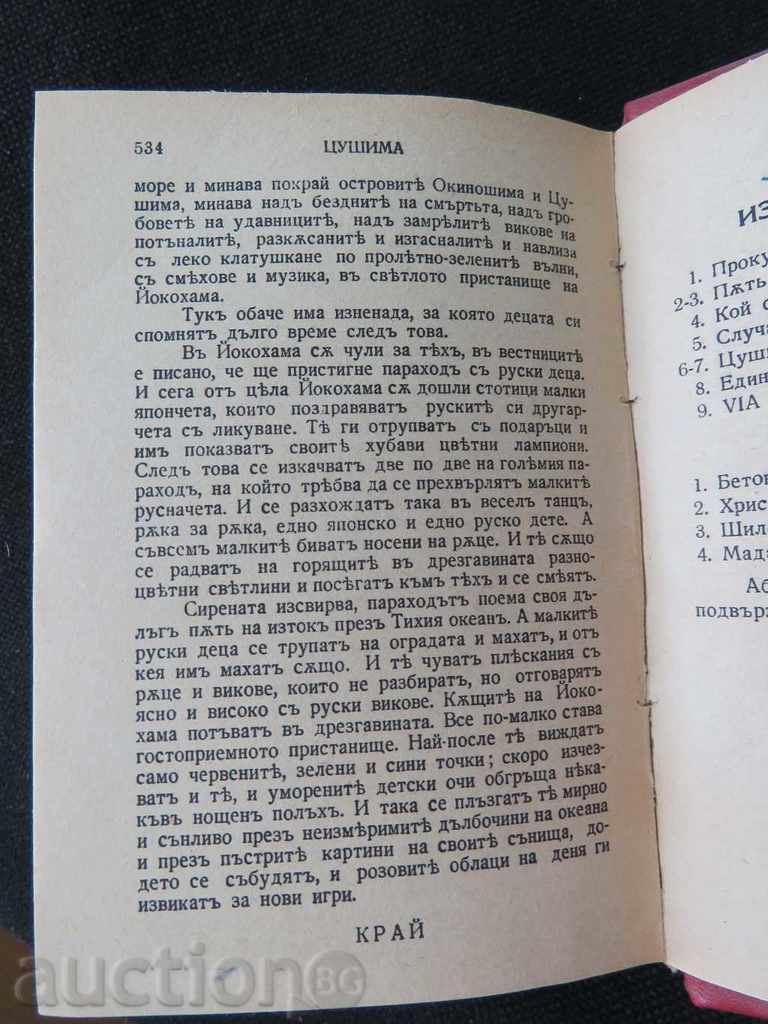 534 ЦУШИМА
море и минава покрай островитѣ Окиношима и Цу-
шима, минава надъ безднитѣ на смъртьта, надъ гро-
боветѣ на удавницитѣ, надъ замрѣлитѣ викове на
потъналитѣ, разкѫсанитѣ и изгасналитѣ и навлиза
съ леко клатушкане по пролѣтно-зеленитѣ вълни,
съ смѣхове и музика, въ свѣтлото пристанище на
Йокохама.
Тукъ обаче има изненада, за която децата си
спомнятъ дълго време следъ това.
Въ Йокохама сѫ чули за тѣхъ, въ вестницитѣ
е писано, че ще пристигне параходъ съ руски деца.
И сега отъ цѣла Йокохама сѫ дошли стотици малки
япончета, които поздравяватъ рускитѣ си другар-
чета съ ликуване. Тѣ ги отрупватъ съ подаръци и
имъ показватъ своитѣ хубави цвѣтни лампиони.
Следъ това се изкачватъ две по две на голѣмия па-
раходъ, на който трѣбва да се прехвърлятъ малкитѣ
русначета. И се разхождатъ така въ веселъ танцъ,
рѫка за рѫка, едно японско и едно руско дете. А
съвсемъ малкитѣ биватъ носени на рѫце. И тѣ сѫщо
се радватъ на горящитѣ въ дрезгавината разно-
цвѣтни свѣтлини и посѣгатъ къмъ тѣхъ и се смѣятъ.
Сирената изсвирва, параходътъ поема своя дъ-
лъгъ пѫть на изтокъ презъ Тихия океанъ. А малкитѣ
руски деца се трупатъ на оградата и махатъ, и отъ
кея имъ махатъ сѫщо. И тѣ чуватъ плѣскания съ
рѫце и викове, които не разбиратъ, но отговарятъ
ясно и високо съ руски викове. Кѫщитѣ на Йоко-
хама потъватъ въ дрезгавината. Все по-малко става
гостоприемното пристанище. Най-после тѣ виждатъ
само червенитѣ, зелени и сини точки; скоро изчез-
ватъ и тѣ, и уморенитѣ детски очи обгръща нѣка-
къвъ нощенъ полъхъ. И така се плъзгатъ тѣ мирно
и сънливо презъ неизмѣримитѣ дълбочини на океана
и презъ пъстритѣ картини на своитѣ сънища, до-
дето се събудятъ, и розовитѣ облаци на деня ги
извикатъ за нови игри.
КРАЙ
ИЗ
1. Проку
2-3. Пѫть
4. Кой с
5. Случа
6-7. Цуши
8. Един
9. VIA
1. Бетон
2. Хрис
3. Шил
4. Мада
Аб
подвърз
аукцион BG